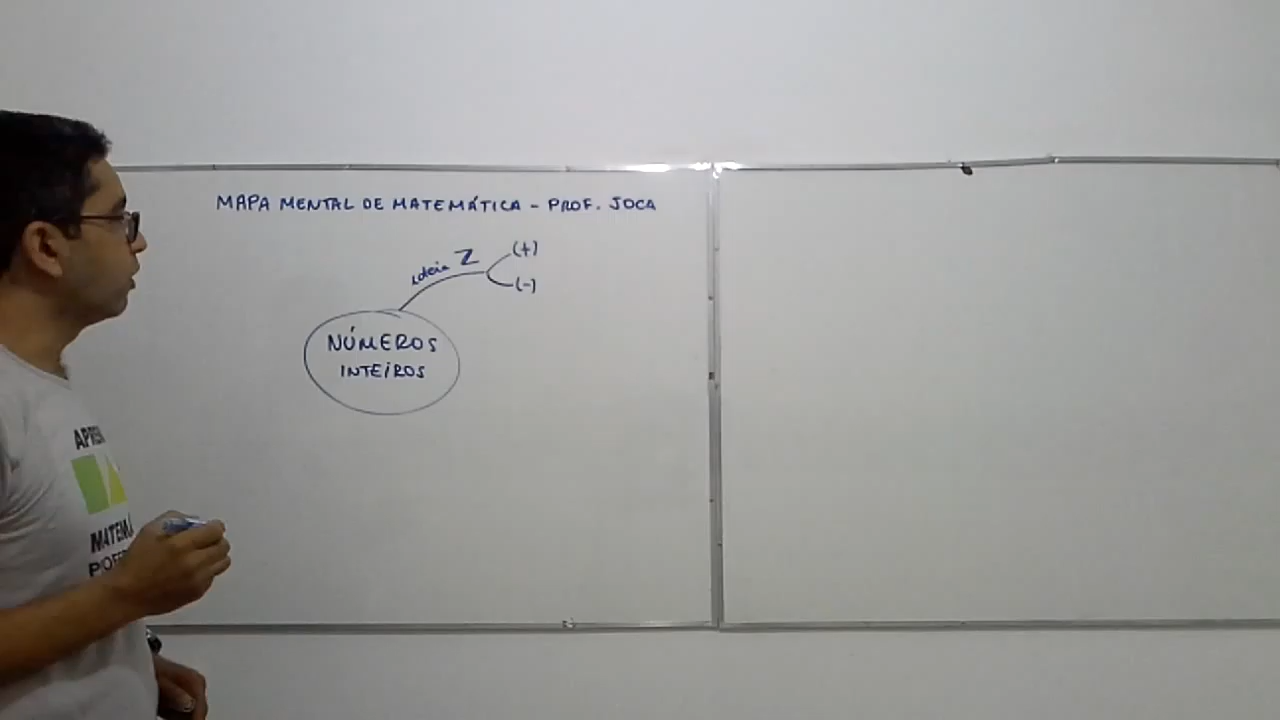 MAPA MENTAL DE MATEMÁTICA - PROF. JOCA
ideia Z
(+)
(-)
NÚMEROS
INTEIROS